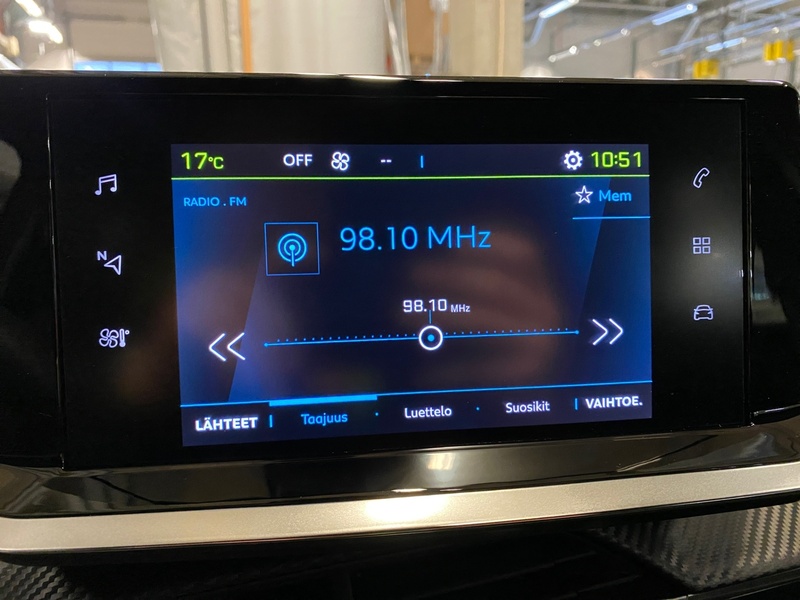 17°C OFF -- 10:51
RADIO . FM
Mem
98.10 MHz
N
98.10 MHz
LÄHTEET Taajuus Luettelo Suosikit VAIHTOE.